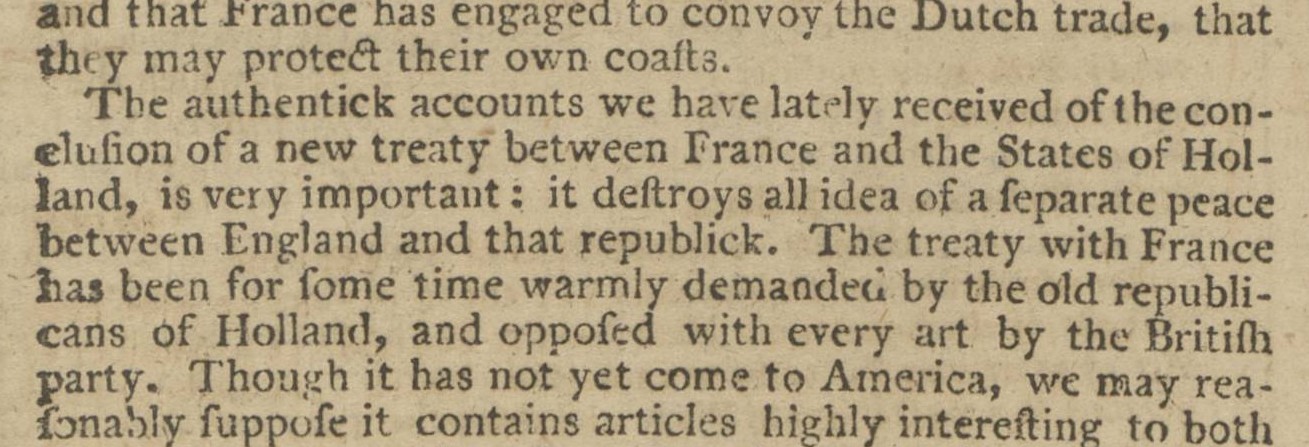 and that France has engaged to convoy the Dutch trade, that
they may protect their own coaſts.
The authentick accounts we have lately received of the con-
cluſion of a new treaty between France and the States of Hol-
land, is very important: it deſtroys all idea of a ſeparate peace
between England and that republick. The treaty with France
has been for ſome time warmly demanded by the old republi-
cans of Holland, and oppoſed with every art by the Britiſh
party. Though it has not yet come to America, we may rea-
ſonably ſuppoſe it contains articles highly intereſting to both